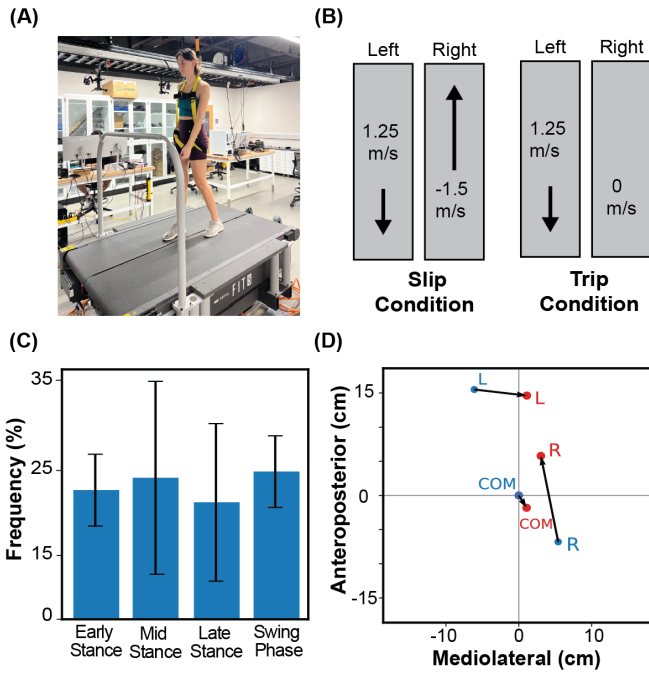 (A)
FIT5
(B)
Left
Right
Left
Right
1.25
m/s
-1.5
m/s
1.25
m/s
0
m/s
Slip
Condition
Trip
Condition
(C)
Frequency (%)
35
25
15
0
Early
Stance
Mid
Stance
Late
Stance
Swing
Phase
(D)
Anteroposterior (cm)
15
0
-15
L
L
R
COM
COM
R
-10
0
10
Mediolateral (cm)